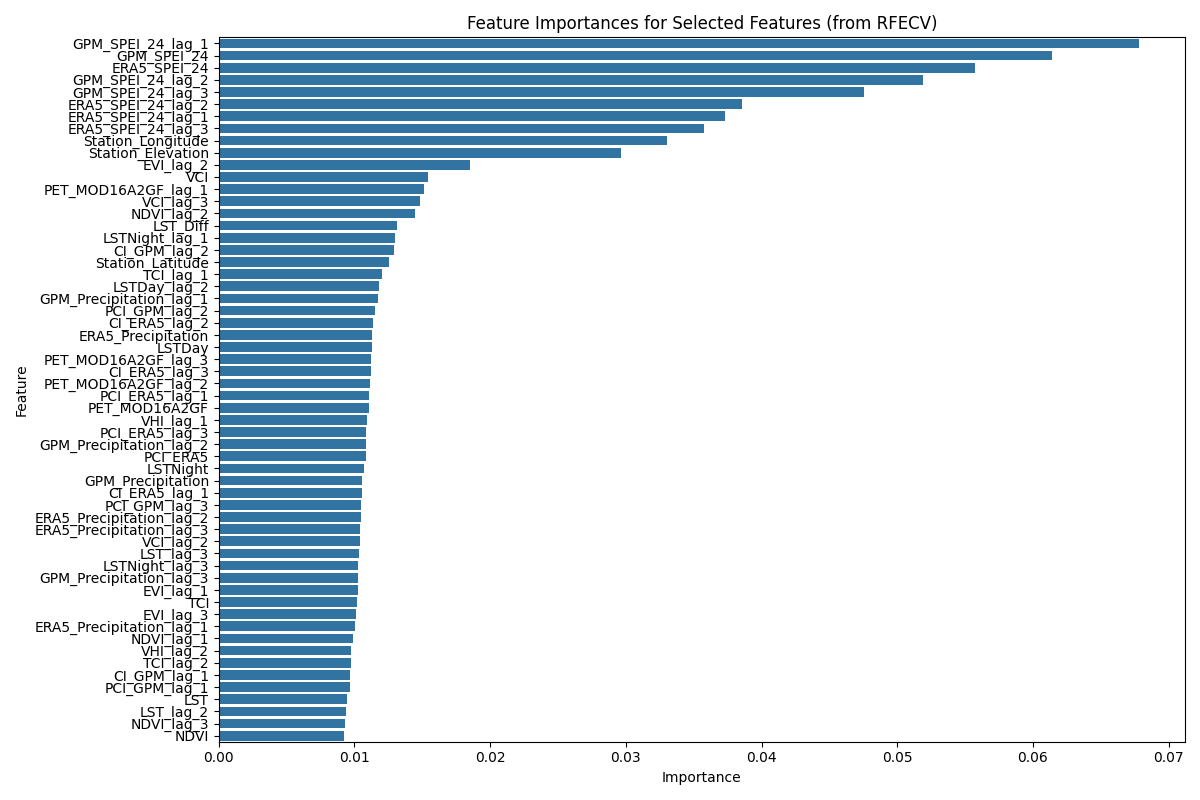 Feature Importances for Selected Features (from RFECV)
GPM_SPEI_24_lag_1
GPM_SPEI_24
ERA5_SPEI_24
GPM_SPEI_24_lag_2
GPM_SPEI_24_lag_3
ERA5_SPEI_24_lag_2
ERA5_SPEI_24_lag_1
ERA5_SPEI_24_lag_3
Station_Longitude
Station_Elevation
EVI_lag_2
VCI
PET_MOD16A2GF_lag_1
VCI_lag_3
NDVI_lag_2
LST_Diff
LSTNight_lag_1
CI_GPM_lag_2
Station_Latitude
TCI_lag_1
LSTDay_lag_2
GPM_Precipitation_lag_1
PCI_GPM_lag_2
CI_ERA5_lag_2
ERA5_Precipitation
LSTDay
PET_MOD16A2GF_lag_3
CI_ERA5_lag_3
PET_MOD16A2GF_lag_2
PCI_ERA5_lag_1
PET_MOD16A2GF
VHI_lag_1
PCI_ERA5_lag_3
GPM_Precipitation_lag_2
PCI_ERA5
LSTNight
GPM_Precipitation
CI_ERA5_lag_1
PCI_GPM_lag_3
ERA5_Precipitation_lag_2
ERA5_Precipitation_lag_3
VCI_lag_2
LST_lag_3
LSTNight_lag_3
GPM_Precipitation_lag_3
EVI_lag_1
TCI
EVI_lag_3
ERA5_Precipitation_lag_1
NDVI_lag_1
VHI_lag_2
TCI_lag_2
CI_GPM_lag_1
PCI_GPM_lag_1
LST
LST_lag_2
NDVI_lag_3
NDVI
Feature
0.00 0.01 0.02 0.03 0.04 0.05 0.06 0.07
Importance